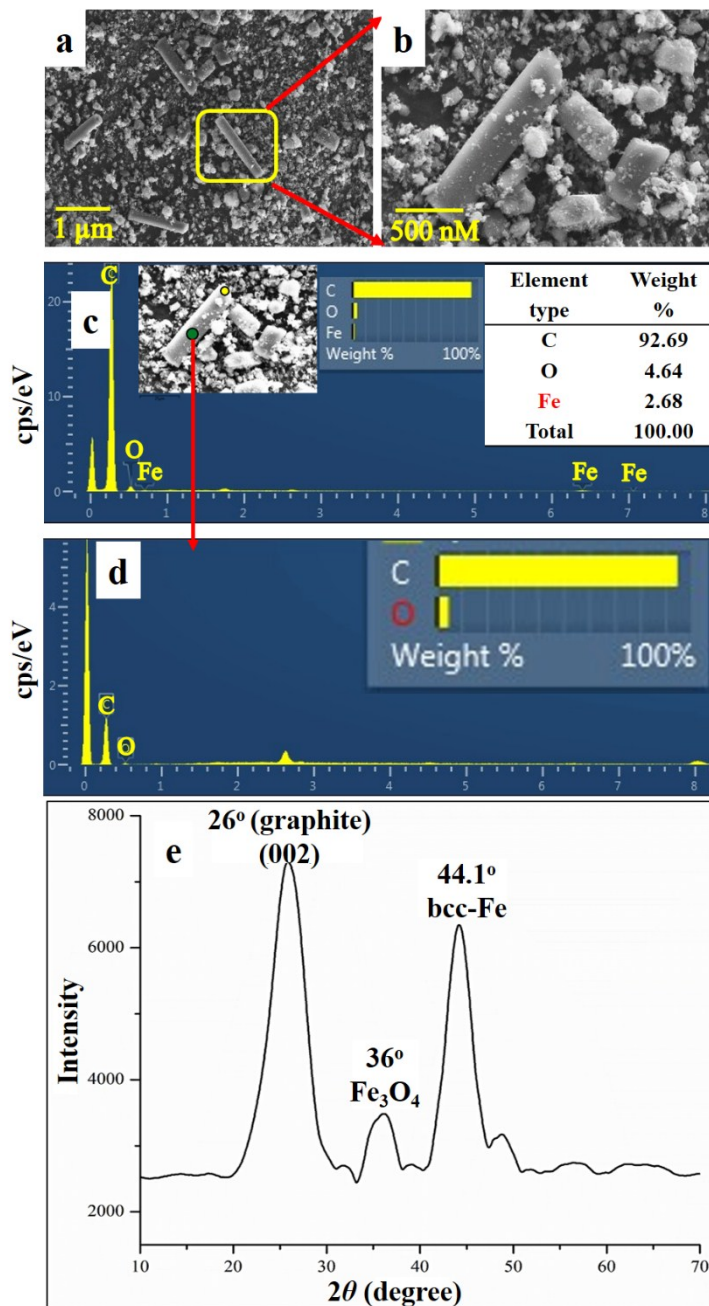 a
b
1 µm
500 nM
C
c
20
10
0
cps/eV
O
Fe
Fe
Fe
C
O
Fe
Weight % 100%
Element type Weight %
C 92.69
O 4.64
Fe 2.68
Total 100.00
0 1 2 3 4 5 6 7 8
d
4
2
0
cps/eV
C
O
C
O
Weight % 100%
0 1 2 3 4 5 6 7 8
e
26o (graphite)
(002)
44.1o
bcc-Fe
36o
Fe3O4
8000
6000
4000
2000
Intensity
10 20 30 40 50 60 70
2θ (degree)